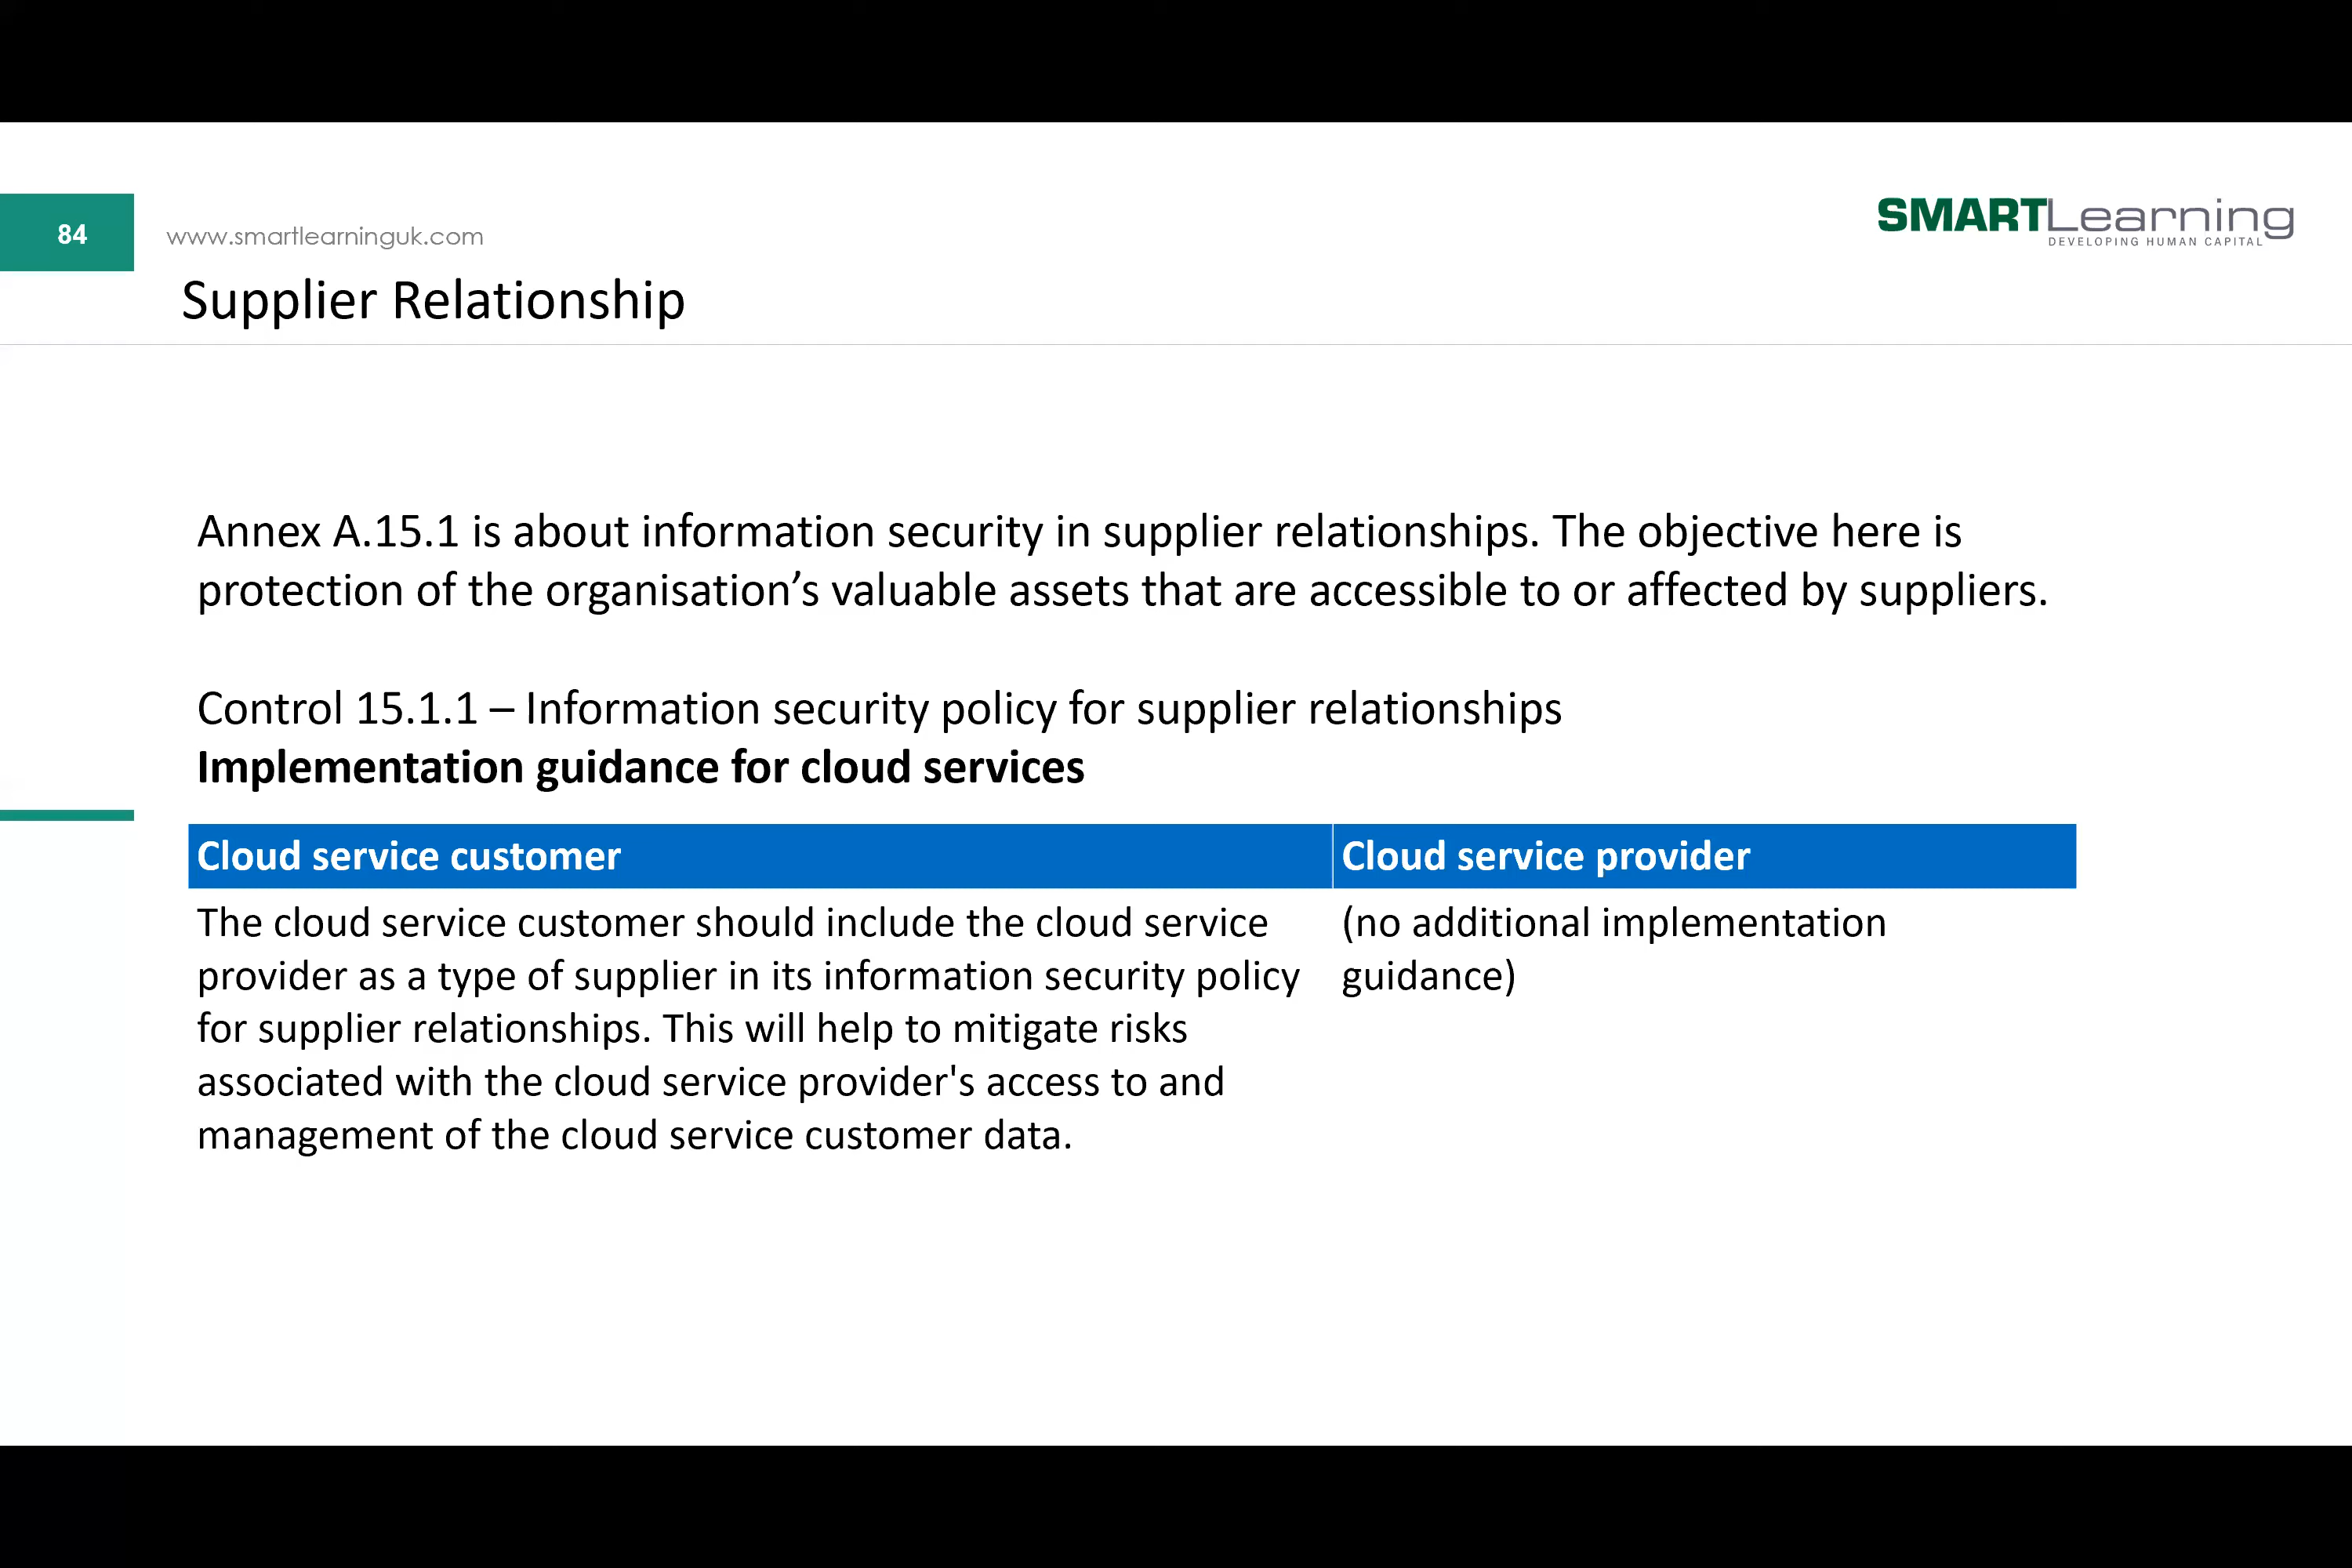 84
www.smartlearninguk.com
SMARTLearning
DEVELOPING HUMAN CAPITAL
Supplier Relationship
Annex A.15.1 is about information security in supplier relationships. The objective here is
protection of the organisation’s valuable assets that are accessible to or affected by suppliers.
Control 15.1.1 – Information security policy for supplier relationships
Implementation guidance for cloud services
Cloud service customer
Cloud service provider
The cloud service customer should include the cloud service
provider as a type of supplier in its information security policy
for supplier relationships. This will help to mitigate risks
associated with the cloud service provider's access to and
management of the cloud service customer data.
(no additional implementation
guidance)